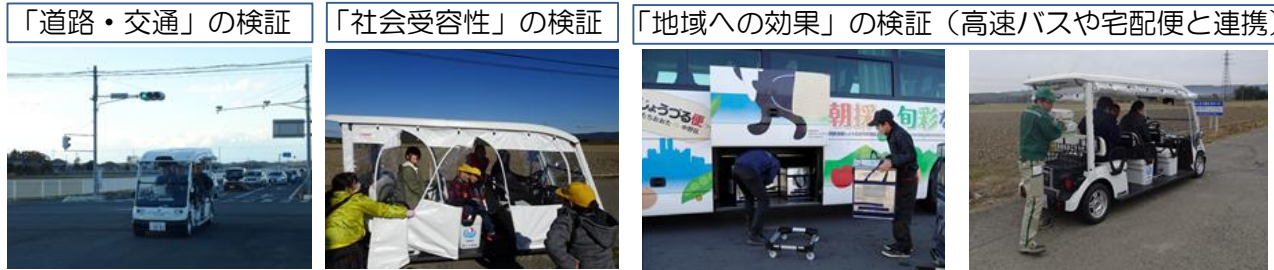 「道路・交通」の検証
「社会受容性」の検証
「地域への効果」の検証（高速バスや宅配便と連携）
じょうづる便
朝採
旬彩